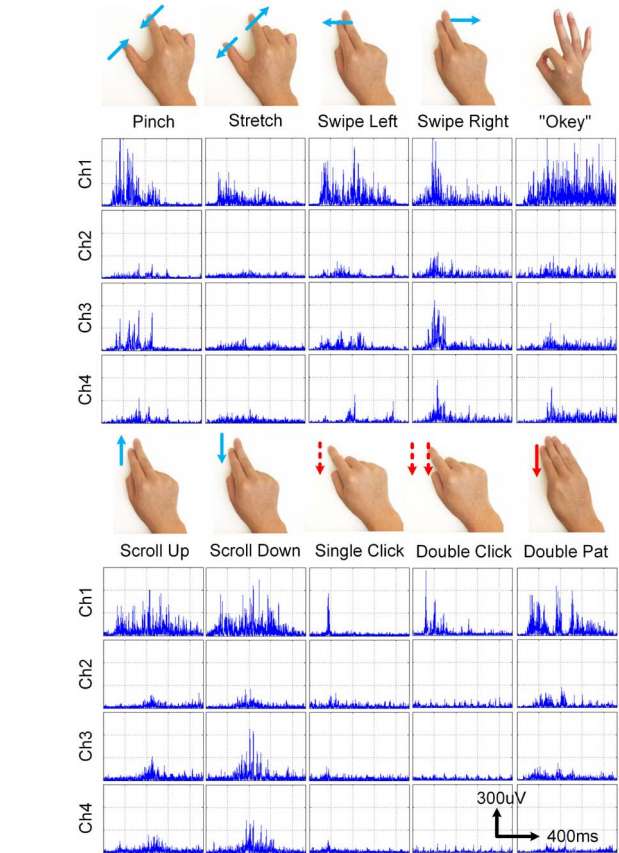 Pinch Stretch Swipe Left Swipe Right "Okey"
Ch1
Ch2
Ch3
Ch4
Scroll Up Scroll Down Single Click Double Click Double Pat
Ch1
Ch2
Ch3
Ch4
300uV
400ms